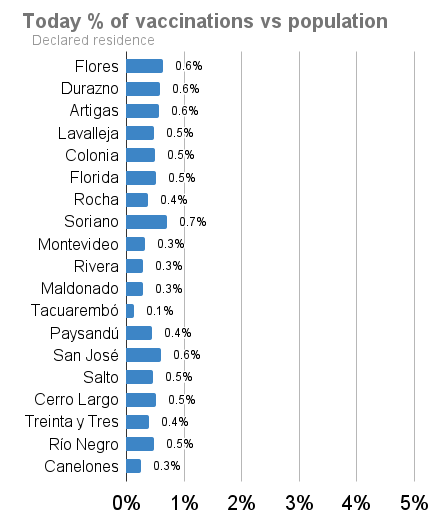 Today % of vaccinations vs population
Declared residence
Flores 0.6%
Durazno 0.6%
Artigas 0.6%
Lavalleja 0.5%
Colonia 0.5%
Florida 0.5%
Rocha 0.4%
Soriano 0.7%
Montevideo 0.3%
Rivera 0.3%
Maldonado 0.3%
Tacuarembó 0.1%
Paysandú 0.4%
San José 0.6%
Salto 0.5%
Cerro Largo 0.5%
Treinta y Tres 0.4%
Río Negro 0.5%
Canelones 0.3%
0% 1% 2% 3% 4% 5%